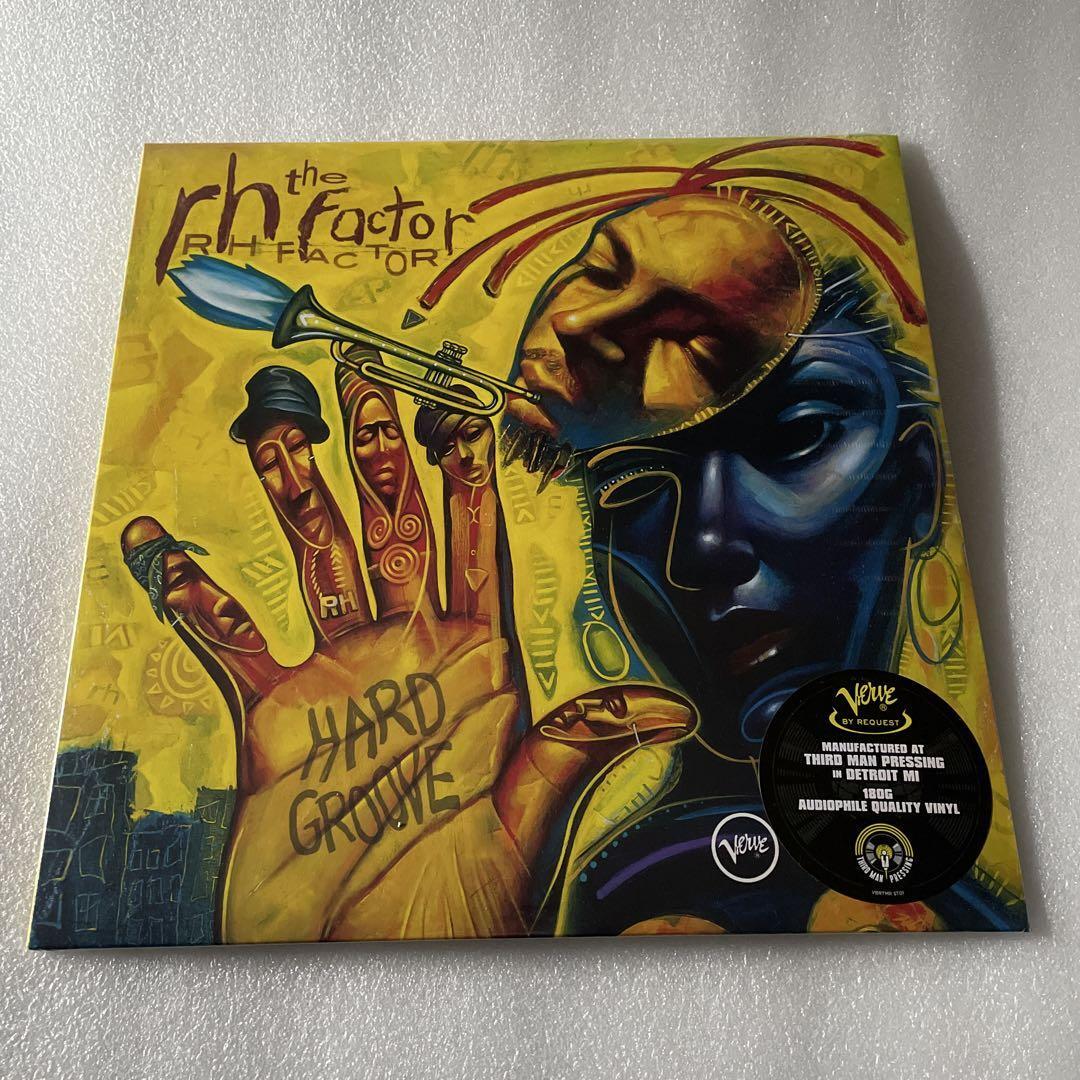 the
rh factor
RH FACTOR
RH
HARD
GROOVE
Verve®
BY REQUEST
MANUFACTURED AT
THIRD MAN PRESSING
IN DETROIT MI
180G
AUDIOPHILE QUALITY VINYL
Verve®
THIRD MAN PRESSING